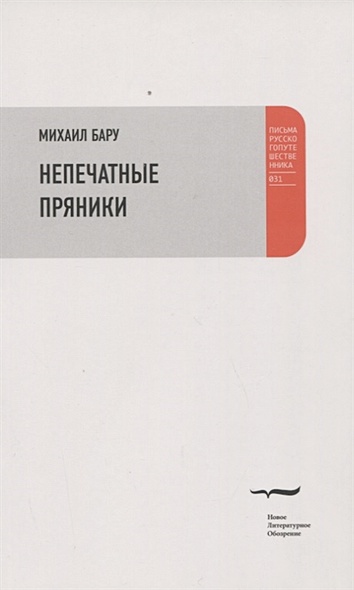 МИХАИЛ БАРУ
НЕПЕЧАТНЫЕ
ПРЯНИКИ
ПИСЬМА
РУССКО
ГОПУТЕ
ШЕСТВЕ
ННИКА
031
Новое
Литературное
Обозрение